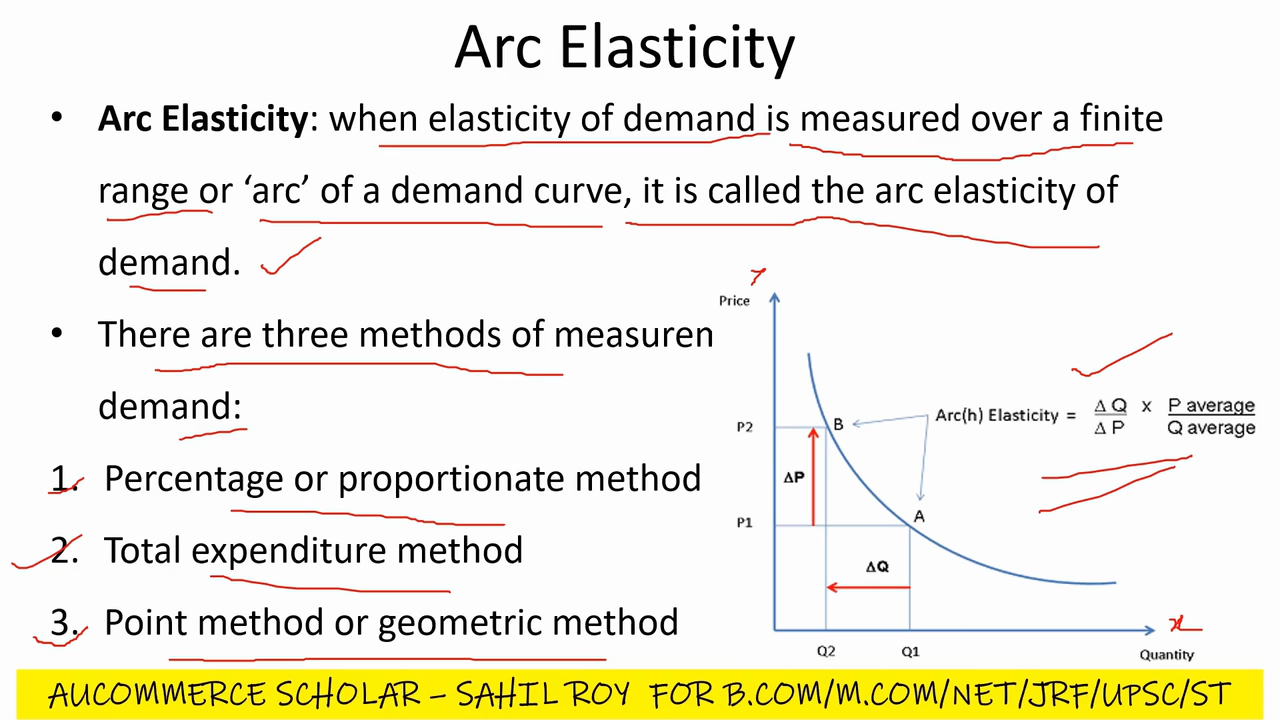 Arc Elasticity
• Arc Elasticity: when elasticity of demand is measured over a finite
range or ‘arc’ of a demand curve, it is called the arc elasticity of
demand.
• There are three methods of measuren
demand:
1. Percentage or proportionate method
2. Total expenditure method
3. Point method or geometric method
Y
Price
P2
B
ΔP
P1
A
ΔQ
Arc(h) Elasticity = ΔQ x P average
ΔP Q average
x
Q2 Q1
Quantity
AUCOMMERCE SCHOLAR – SAHIL ROY FOR B.COM/M.COM/NET/JRF/UPSC/ST